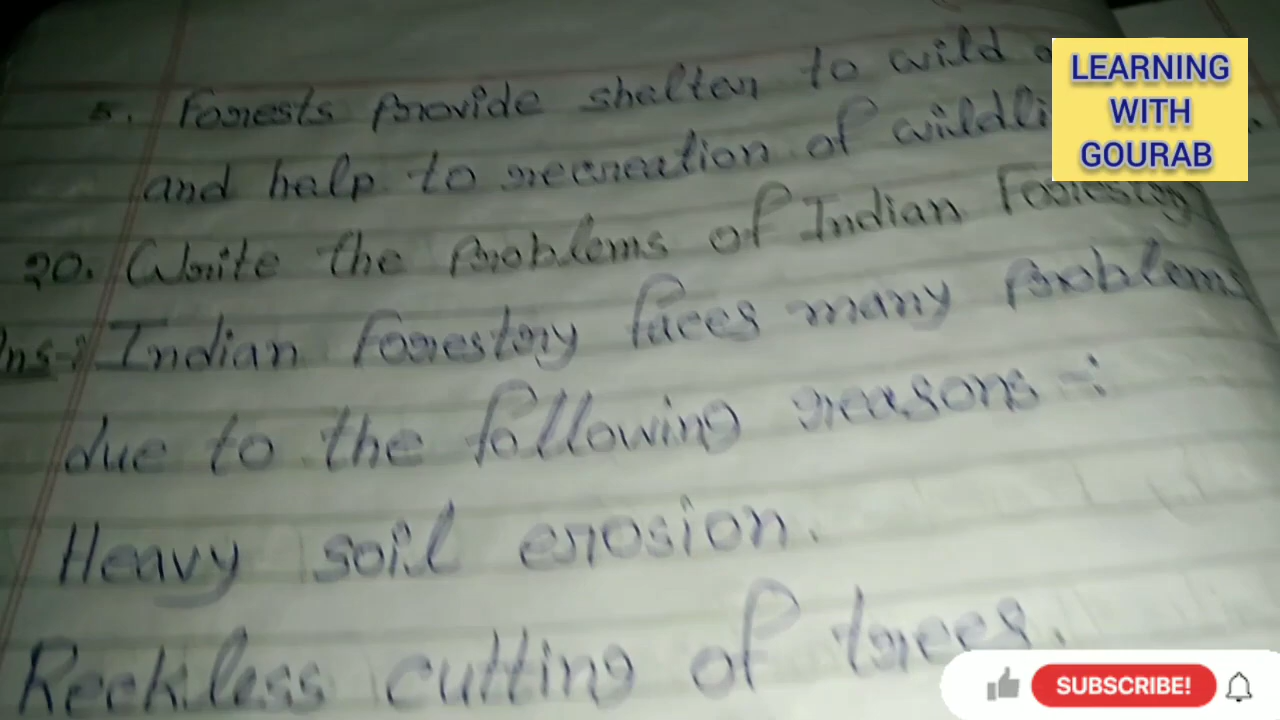 5. Forests provide shelter to wild
and help to recreation of
20. Write the Problems of Indian Forestry
Ans-: Indian forestry faces many problems
due to the following reasons -:
Heavy soil erosion.
Reckless cutting of trees.
LEARNING
WITH
GOURAB
SUBSCRIBE!